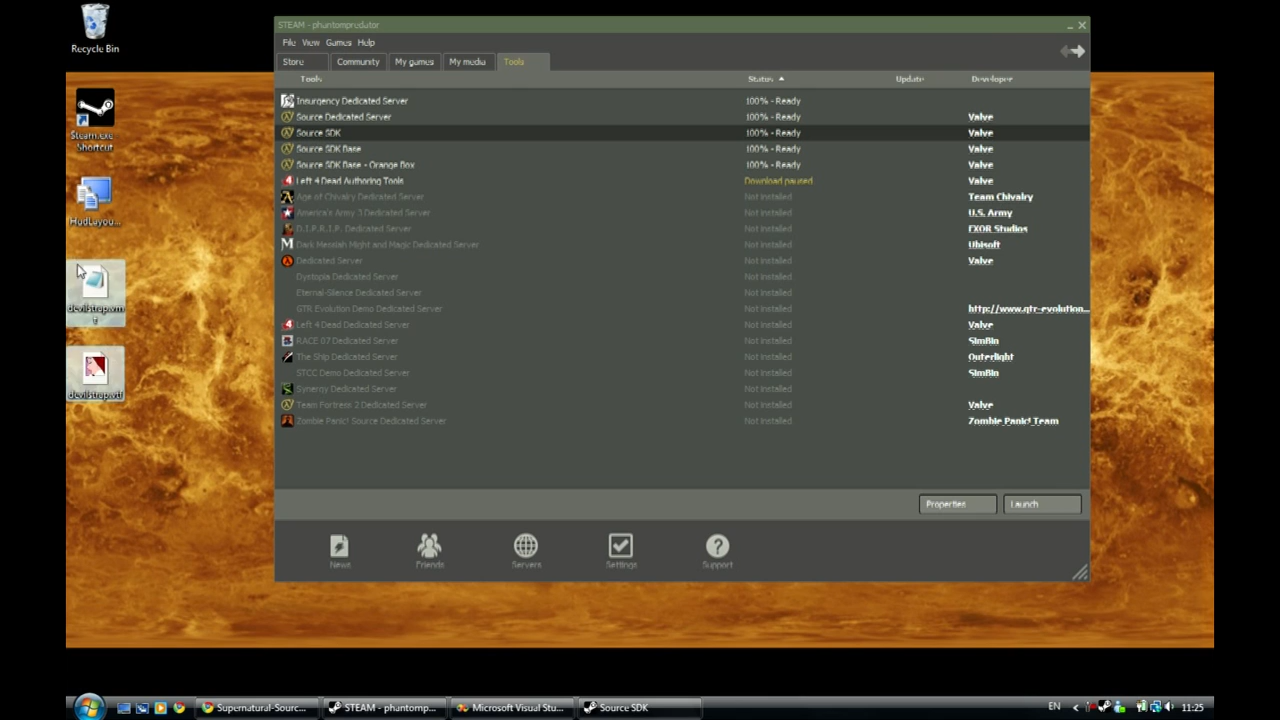 Recycle Bin
Steam.exe
Shortcut
HudLayou...
devilstrap.vm
t
devilstrap.vtf
STEAM - phantompredator
File View Games Help
Store Community My games My media Tools
Tools Status Update Developer
Insurgency Dedicated Server 100% - Ready
Source Dedicated Server 100% - Ready Valve
Source SDK 100% - Ready Valve
Source SDK Base 100% - Ready Valve
Source SDK Base - Orange Box 100% - Ready Valve
Left 4 Dead Authoring Tools Download paused Valve
Age of Chivalry Dedicated Server Not installed Team Chivalry
America's Army 3 Dedicated Server Not installed U.S. Army
D.I.P.R.I.P. Dedicated Server Not installed EXOR Studios
Dark Messiah Might and Magic Dedicated Server Not installed Ubisoft
Dedicated Server Not installed Valve
Dystopia Dedicated Server Not installed
Eternal-Silence Dedicated Server Not installed
GTR Evolution Demo Dedicated Server Not installed http://www.gtr-evolution...
Left 4 Dead Dedicated Server Not installed Valve
RACE 07 Dedicated Server Not installed SimBin
The Ship Dedicated Server Not installed Outerlight
STCC Demo Dedicated Server Not installed SimBin
Synergy Dedicated Server Not installed
Team Fortress 2 Dedicated Server Not installed Valve
Zombie Panic! Source Dedicated Server Not installed Zombie Panic! Team
Properties Launch
News Friends Servers Settings Support
Supernatural-Sourc... STEAM - phantomp... Microsoft Visual Stu... Source SDK EN 11:25